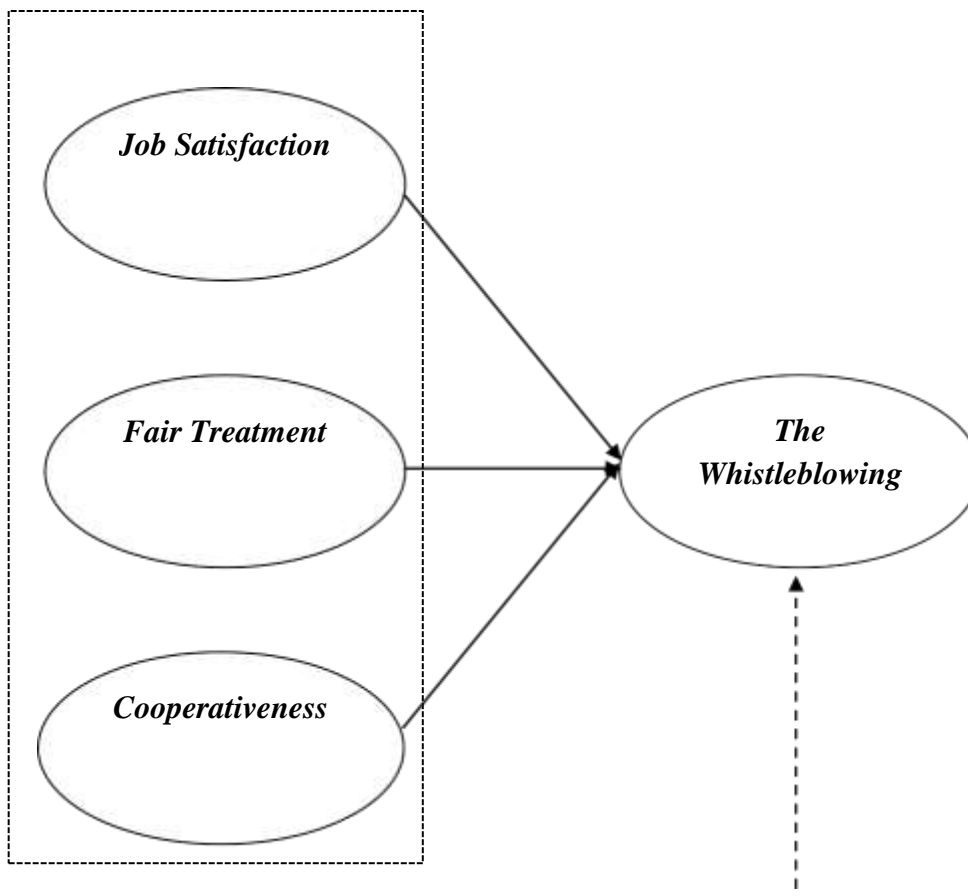 Job Satisfaction
Fair Treatment
The
Whistleblowing
Cooperativeness